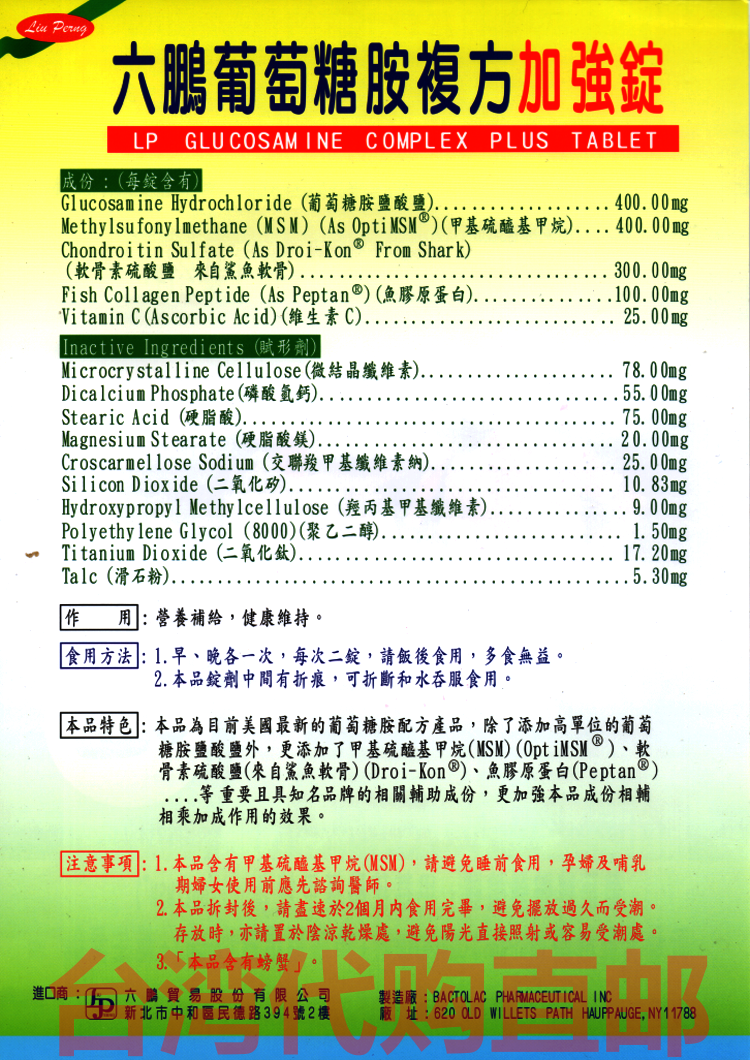 Liu Perng
六鵬葡萄糖胺複方加強錠
LP GLUCOSAMINE COMPLEX PLUS TABLET
成份：(每錠含有)
Glucosamine Hydrochloride (葡萄糖胺鹽酸鹽)..................400.00mg
Methylsufonylmethane (MSM) (As OptiMSM®)(甲基硫醯基甲烷)....400.00mg
Chondroitin Sulfate (As Droi-Kon® From Shark)
(軟骨素硫酸鹽 來自鯊魚軟骨)................................300.00mg
Fish Collagen Peptide (As Peptan®)(魚膠原蛋白)..............100.00mg
Vitamin C(Ascorbic Acid)(維生素 C)..........................25.00mg
Inactive Ingredients (賦形劑)
Microcrystalline Cellulose(微結晶纖維素).....................78.00mg
Dicalcium Phosphate(磷酸氫鈣)...............................55.00mg
Stearic Acid (硬脂酸).......................................75.00mg
Magnesium Stearate (硬脂酸鎂)...............................20.00mg
Croscarmellose Sodium (交聯羧甲基纖維素納)...................25.00mg
Silicon Dioxide (二氧化矽)..................................10.83mg
Hydroxypropyl Methylcellulose (羥丙基甲基纖維素)..............9.00mg
Polyethylene Glycol (8000)(聚乙二醇).........................1.50mg
Titanium Dioxide (二氧化鈦).................................17.20mg
Talc (滑石粉)................................................5.30mg
作 用：營養補給，健康維持。
食用方法：1.早、晚各一次，每次二錠，請飯後食用，多食無益。
2.本品錠劑中間有折痕，可折斷和水吞服食用。
本品特色：本品為目前美國最新的葡萄糖胺配方產品，除了添加高單位的葡萄
糖胺鹽酸鹽外，更添加了甲基硫醯基甲烷(MSM)(OptiMSM®)、軟
骨素硫酸鹽(來自鯊魚軟骨)(Droi-Kon®)、魚膠原蛋白(Peptan®)
....等重要且具知名品牌的相關輔助成份，更加強本品成份相輔
相乘加成作用的效果。
注意事項：1.本品含有甲基硫醯基甲烷(MSM)，請避免睡前食用，孕婦及哺乳
期婦女使用前應先諮詢醫師。
2.本品拆封後，請盡速於2個月內食用完畢，避免擺放過久而受潮。
存放時，亦請置於陰涼乾燥處，避免陽光直接照射或容易受潮處。
3.「本品含有螃蟹」。
進口商：六鵬貿易股份有限公司
新北市中和區民德路394號2樓
製造廠：BACTOLAC PHARMACEUTICAL INC
廠 址：620 OLD WILLETS PATH HAUPPAUGE,NY11788
台湾代购直邮